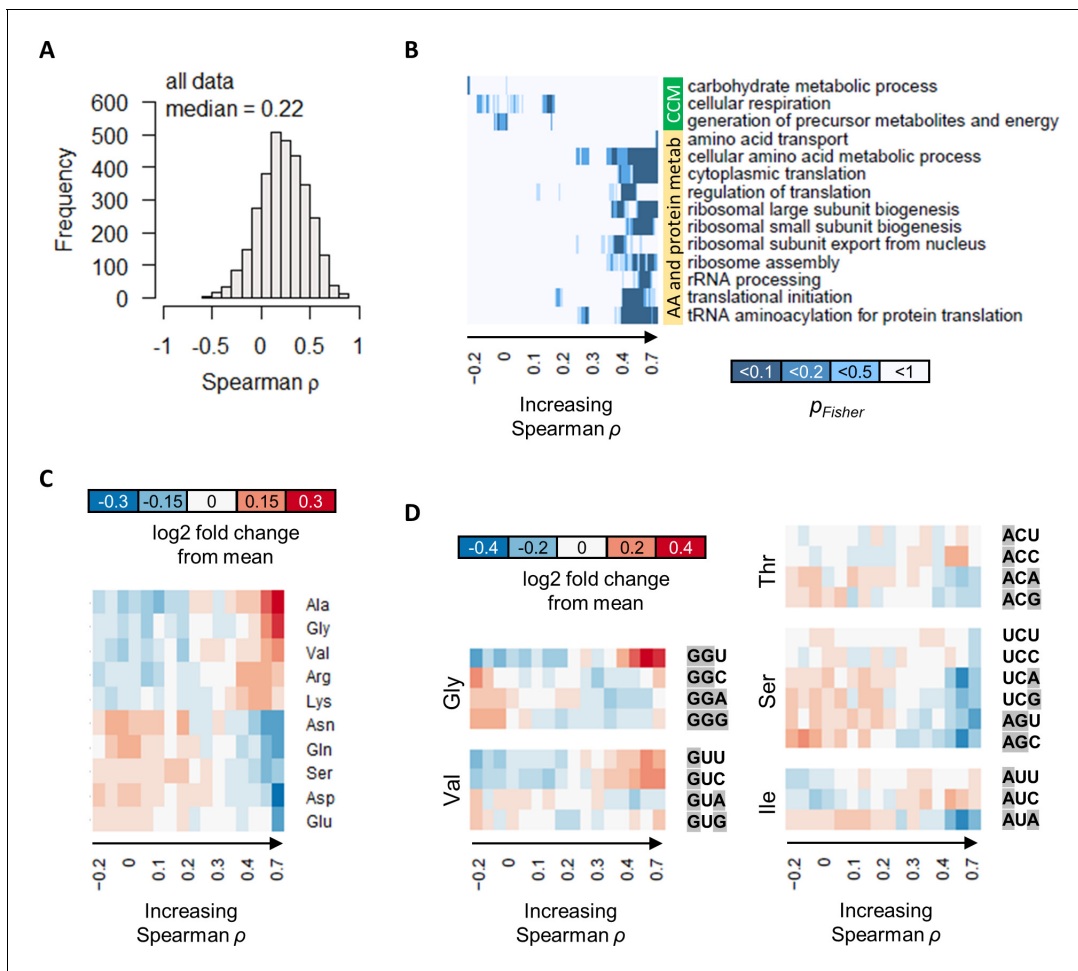 A
all data
median = 0.22
600
500
400
300
200
100
0
Frequency
-1
-0.5
0
0.5
1
Spearman ρ
B
CCM
AA and protein metab
carbohydrate metabolic process
cellular respiration
generation of precursor metabolites and energy
amino acid transport
cellular amino acid metabolic process
cytoplasmic translation
regulation of translation
ribosomal large subunit biogenesis
ribosomal small subunit biogenesis
ribosomal subunit export from nucleus
ribosome assembly
rRNA processing
translational initiation
tRNA aminoacylation for protein translation
−0.2
0
0.1
0.2
0.3
0.4
0.7
Increasing
Spearman ρ
<0.1 <0.2 <0.5 <1
pFisher
C
-0.3 -0.15 0 0.15 0.3
log2 fold change
from mean
Ala
Gly
Val
Arg
Lys
Asn
Gln
Ser
Asp
Glu
−0.2
0
0.1
0.2
0.3
0.4
0.7
Increasing
Spearman ρ
D
-0.4 -0.2 0 0.2 0.4
log2 fold change
from mean
Gly
GGU
GGC
GGA
GGG
Val
GUU
GUC
GUA
GUG
−0.2
0
0.1
0.2
0.3
0.4
0.7
Increasing
Spearman ρ
Thr
ACU
ACC
ACA
ACG
Ser
UCU
UCC
UCA
UCG
AGU
AGC
Ile
AUU
AUC
AUA
−0.2
0
0.1
0.2
0.3
0.4
0.7
Increasing
Spearman ρ